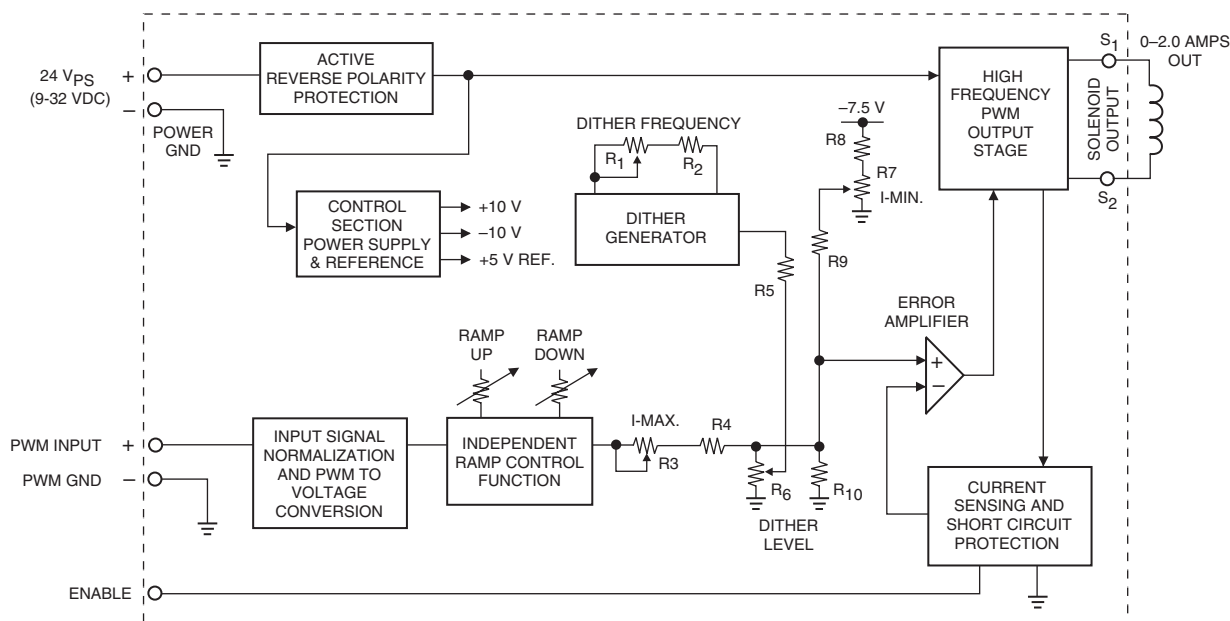 24 VPS
(9-32 VDC)
+
−
POWER
GND
ACTIVE
REVERSE POLARITY
PROTECTION
CONTROL
SECTION
POWER SUPPLY
& REFERENCE
+10 V
−10 V
+5 V REF.
DITHER FREQUENCY
R1
R2
DITHER
GENERATOR
R5
−7.5 V
R8
R7
I-MIN.
R9
HIGH
FREQUENCY
PWM
OUTPUT
STAGE
S1
SOLENOID
OUTPUT
S2
0–2.0 AMPS
OUT
ERROR
AMPLIFIER
+
−
RAMP
UP
RAMP
DOWN
PWM INPUT
+
PWM GND
−
INPUT SIGNAL
NORMALIZATION
AND PWM TO
VOLTAGE
CONVERSION
INDEPENDENT
RAMP CONTROL
FUNCTION
I-MAX.
R3
R4
R6
R10
DITHER
LEVEL
CURRENT
SENSING AND
SHORT CIRCUIT
PROTECTION
ENABLE